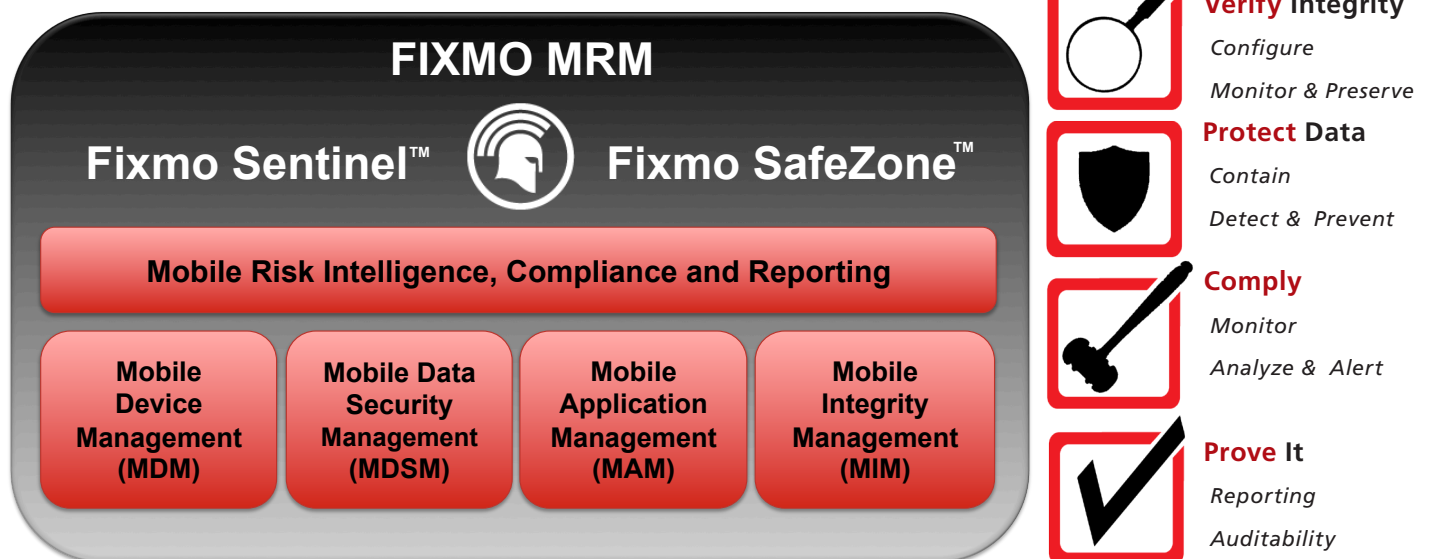 FIXMO MRM
Fixmo Sentinel™
Fixmo SafeZone™
Mobile Risk Intelligence, Compliance and Reporting
Mobile
Device
Management
(MDM)
Mobile Data
Security
Management
(MDSM)
Mobile
Application
Management
(MAM)
Mobile
Integrity
Management
(MIM)
Verify Integrity
Configure
Monitor & Preserve
Protect Data
Contain
Detect & Prevent
Comply
Monitor
Analyze & Alert
Prove It
Reporting
Auditability